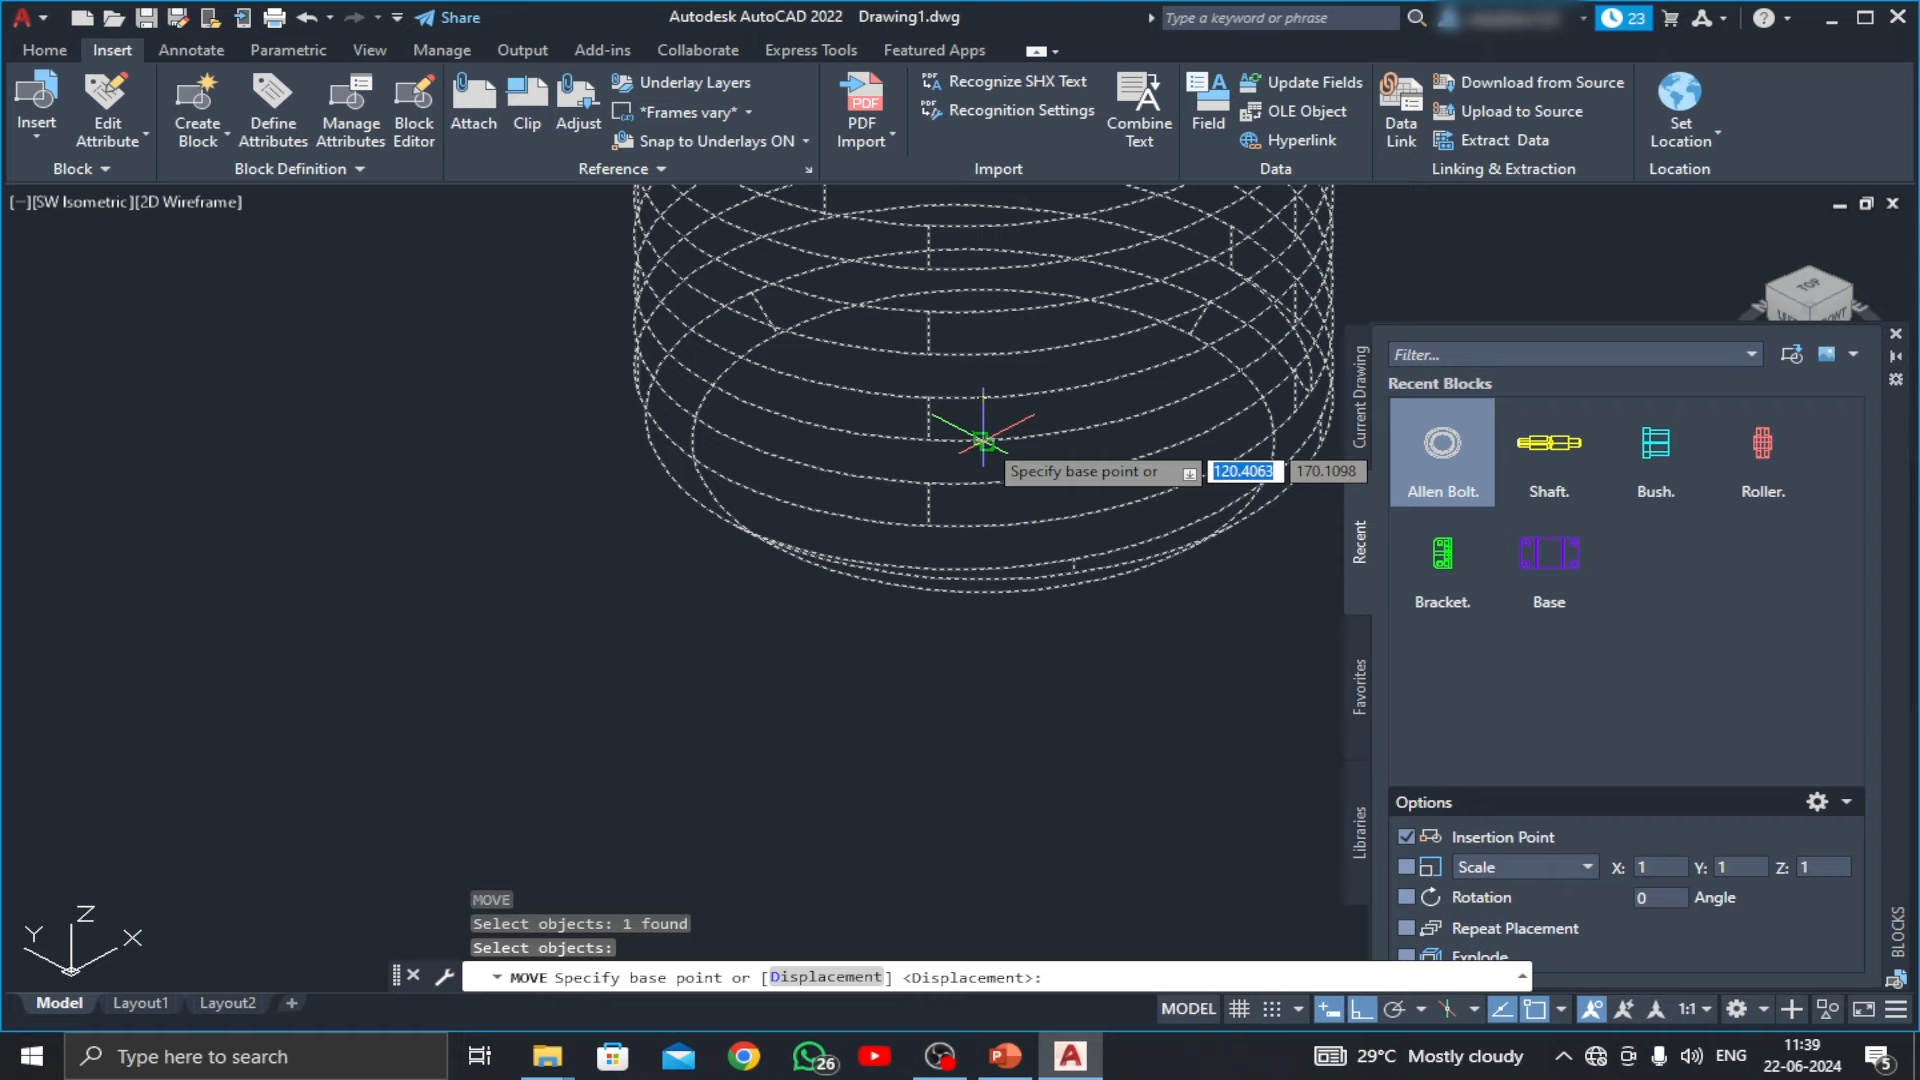 Share
Autodesk AutoCAD 2022 Drawing1.dwg
Type a keyword or phrase
23
Home Insert Annotate Parametric View Manage Output Add-ins Collaborate Express Tools Featured Apps
Insert
Edit Attribute
Block
Create Block
Define Attributes
Manage Attributes
Block Editor
Block Definition
Attach
Clip
Adjust
Underlay Layers
*Frames vary*
Snap to Underlays ON
Reference
PDF Import
Recognize SHX Text
Recognition Settings
Combine Text
Import
Field
Update Fields
OLE Object
Hyperlink
Data
Data Link
Download from Source
Upload to Source
Extract Data
Linking & Extraction
Set Location
Location
[−][SW Isometric][2D Wireframe]
TOP
Specify base point or 120.4063 170.1098
Current Drawing
Recent
Favorites
Libraries
Filter...
Recent Blocks
Allen Bolt.
Shaft.
Bush.
Roller.
Bracket.
Base
Options
Insertion Point
Scale X: 1 Y: 1 Z: 1
Rotation 0 Angle
Repeat Placement
Explode
BLOCKS
Z
Y
X
MOVE
Select objects: 1 found
Select objects:
MOVE Specify base point or [Displacement] <Displacement>:
Model Layout1 Layout2 +
MODEL 1:1
Type here to search
26
29°C Mostly cloudy
ENG
11:39
22-06-2024
5